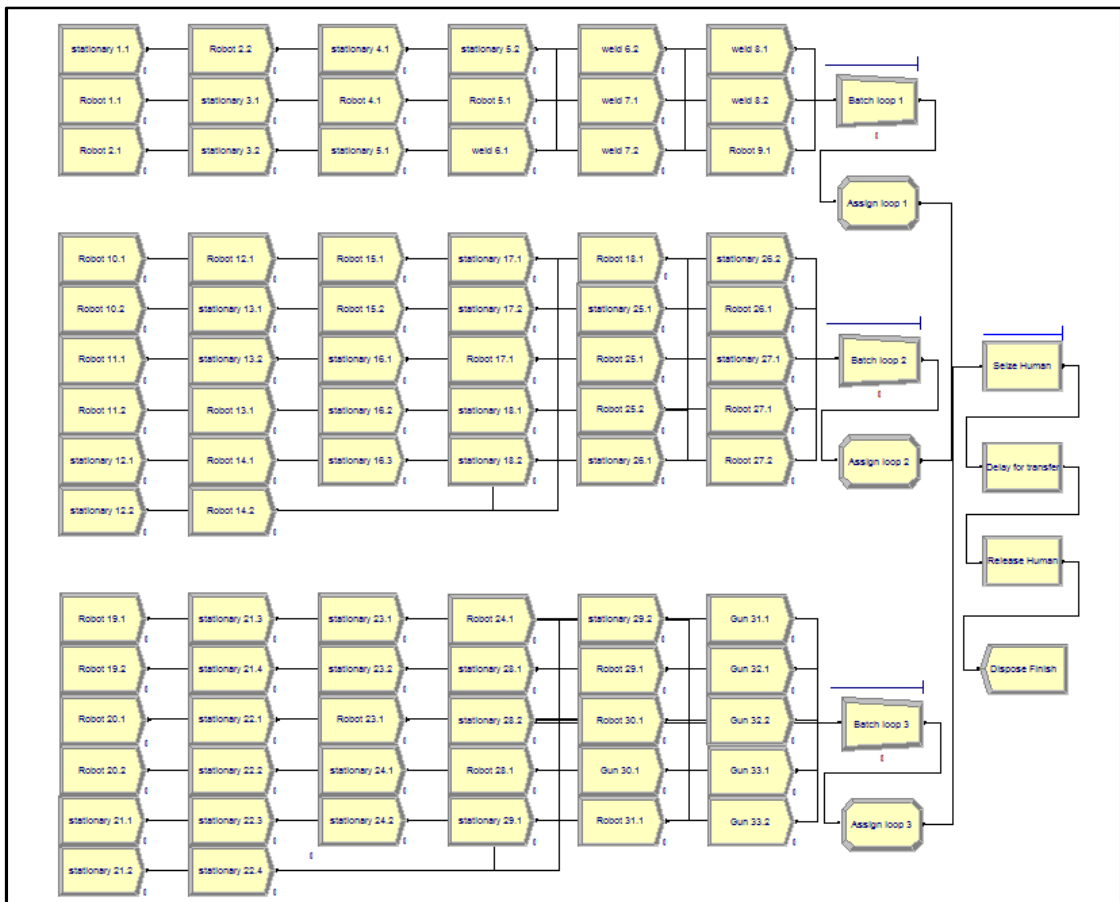 stationary 1.1 Robot 2.2 stationary 4.1 stationary 5.2 weld 6.2 weld 8.1
Robot 1.1 stationary 3.1 Robot 4.1 Robot 5.1 weld 7.1 weld 8.2 Batch loop 1
0
Robot 2.1 stationary 3.2 stationary 5.1 weld 6.1 weld 7.2 Robot 9.1
Assign loop 1
Robot 10.1 Robot 12.1 Robot 15.1 stationary 17.1 Robot 18.1 stationary 26.2
Robot 10.2 stationary 13.1 Robot 15.2 stationary 17.2 stationary 25.1 Robot 26.1
Robot 11.1 stationary 13.2 stationary 16.1 Robot 17.1 Robot 25.1 stationary 27.1 Batch loop 2 Seize Human
0
Robot 11.2 Robot 13.1 stationary 16.2 stationary 18.1 Robot 25.2 Robot 27.1
stationary 12.1 Robot 14.1 stationary 16.3 stationary 18.2 stationary 26.1 Robot 27.2 Assign loop 2 Delay for transfer
stationary 12.2 Robot 14.2
Release Human
Robot 19.1 stationary 21.3 stationary 23.1 Robot 24.1 stationary 29.2 Gun 31.1
Robot 19.2 stationary 21.4 stationary 23.2 stationary 28.1 Robot 29.1 Gun 32.1 Dispose Finish
Robot 20.1 stationary 22.1 Robot 23.1 stationary 28.2 Robot 30.1 Gun 32.2 Batch loop 3
0
Robot 20.2 stationary 22.2 stationary 24.1 Robot 28.1 Gun 30.1 Gun 33.1
stationary 21.1 stationary 22.3 stationary 24.2 stationary 29.1 Robot 31.1 Gun 33.2 Assign loop 3
stationary 21.2 stationary 22.4